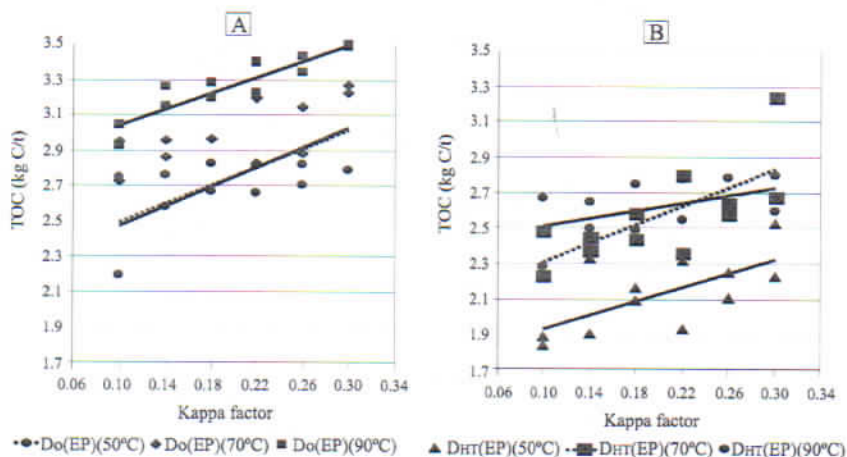 A
TOC (kg C/t)
3.5
3.3
3.1
2.9
2.7
2.5
2.3
2.1
1.9
1.7
0.06 0.10 0.14 0.18 0.22 0.26 0.30 0.34
Kappa factor
Do(EP)(50ºC) Do(EP)(70ºC) Do(EP)(90ºC)
B
TOC (kg C/t)
3.5
3.3
3.1
2.9
2.7
2.5
2.3
2.1
1.9
1.7
0.06 0.10 0.14 0.18 0.22 0.26 0.30 0.34
Kappa factor
DHT(EP)(50ºC) DHT(EP)(70ºC) DHT(EP)(90ºC)